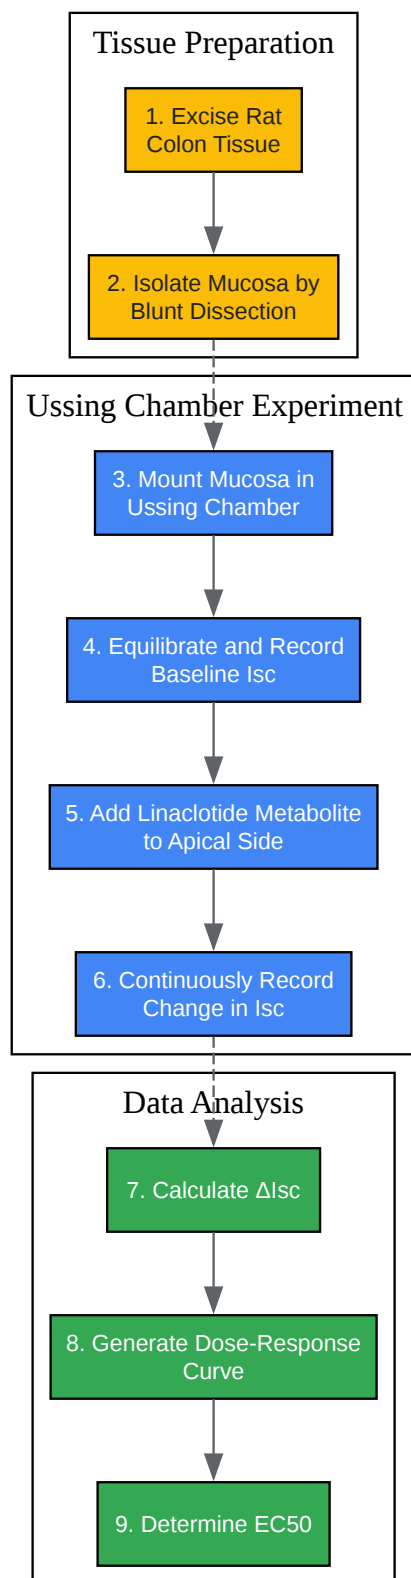 Tissue Preparation
1. Excise Rat
Colon Tissue
2. Isolate Mucosa by
Blunt Dissection
Ussing Chamber Experiment
3. Mount Mucosa in
Ussing Chamber
4. Equilibrate and Record
Baseline Isc
5. Add Linaclotide Metabolite
to Apical Side
6. Continuously Record
Change in Isc
Data Analysis
7. Calculate ΔIsc
8. Generate Dose-Response
Curve
9. Determine EC50